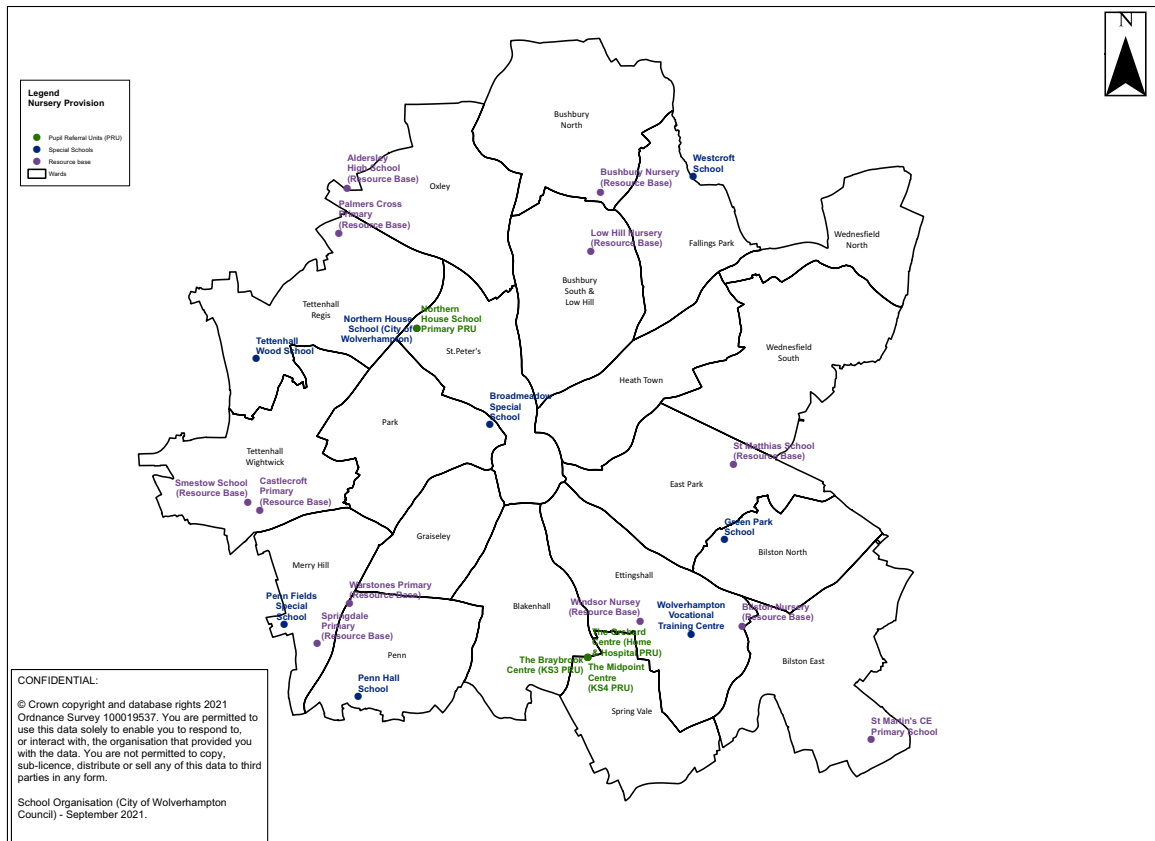 N
Legend
Nursery Provision
Pupil Referral Units (PRU)
Special Schools
Resource base
Wards
Bushbury
North
Aldersley
High School
(Resource Base)
Oxley
Westcroft
School
Bushbury Nursery
(Resource Base)
Palmers Cross
Primary
(Resource Base)
Low Hill Nursery
(Resource Base)
Fallings Park
Wednesfield
North
Bushbury
South &
Low Hill
Tettenhall
Regis
Northern House
School (City of
Wolverhampton)
Northern
House School
Primary PRU
St.Peter's
Tettenhall
Wood School
Wednesfield
South
Heath Town
Broadmeadow
Special
School
Park
Tettenhall
Wightwick
St Matthias School
(Resource Base)
East Park
Smestow School
(Resource Base)
Castlecroft
Primary
(Resource Base)
Green Park
School
Graiseley
Bilston North
Merry Hill
Ettingshall
Warstones Primary
(Resource Base)
Penn Fields
Special
School
Springdale
Primary
(Resource Base)
Blakenhall
Windsor Nursey
(Resource Base)
Wolverhampton
Vocational
Training Centre
Bilston Nursery
(Resource Base)
The Orchard
Centre (Home
& Hospital PRU)
Penn
The Braybrook
Centre (KS3 PRU)
The Midpoint
Centre
(KS4 PRU)
Bilston East
Penn Hall
School
Spring Vale
St Martin's CE
Primary School
CONFIDENTIAL:
© Crown copyright and database rights 2021
Ordnance Survey 100019537. You are permitted to
use this data solely to enable you to respond to,
or interact with, the organisation that provided you
with the data. You are not permitted to copy,
sub-licence, distribute or sell any of this data to third
parties in any form.
School Organisation (City of Wolverhampton
Council) - September 2021.